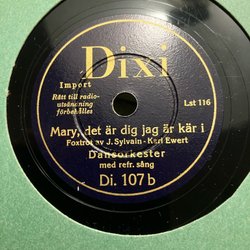 Dixi
Import
Rätt till radio-
utsändning
förbehålles
Lst 116
Mary, det är dig jag är kär i
Foxtrot av J. Sylvain - Karl Ewert
Dansorkester
med refr. sång
Di. 107 b